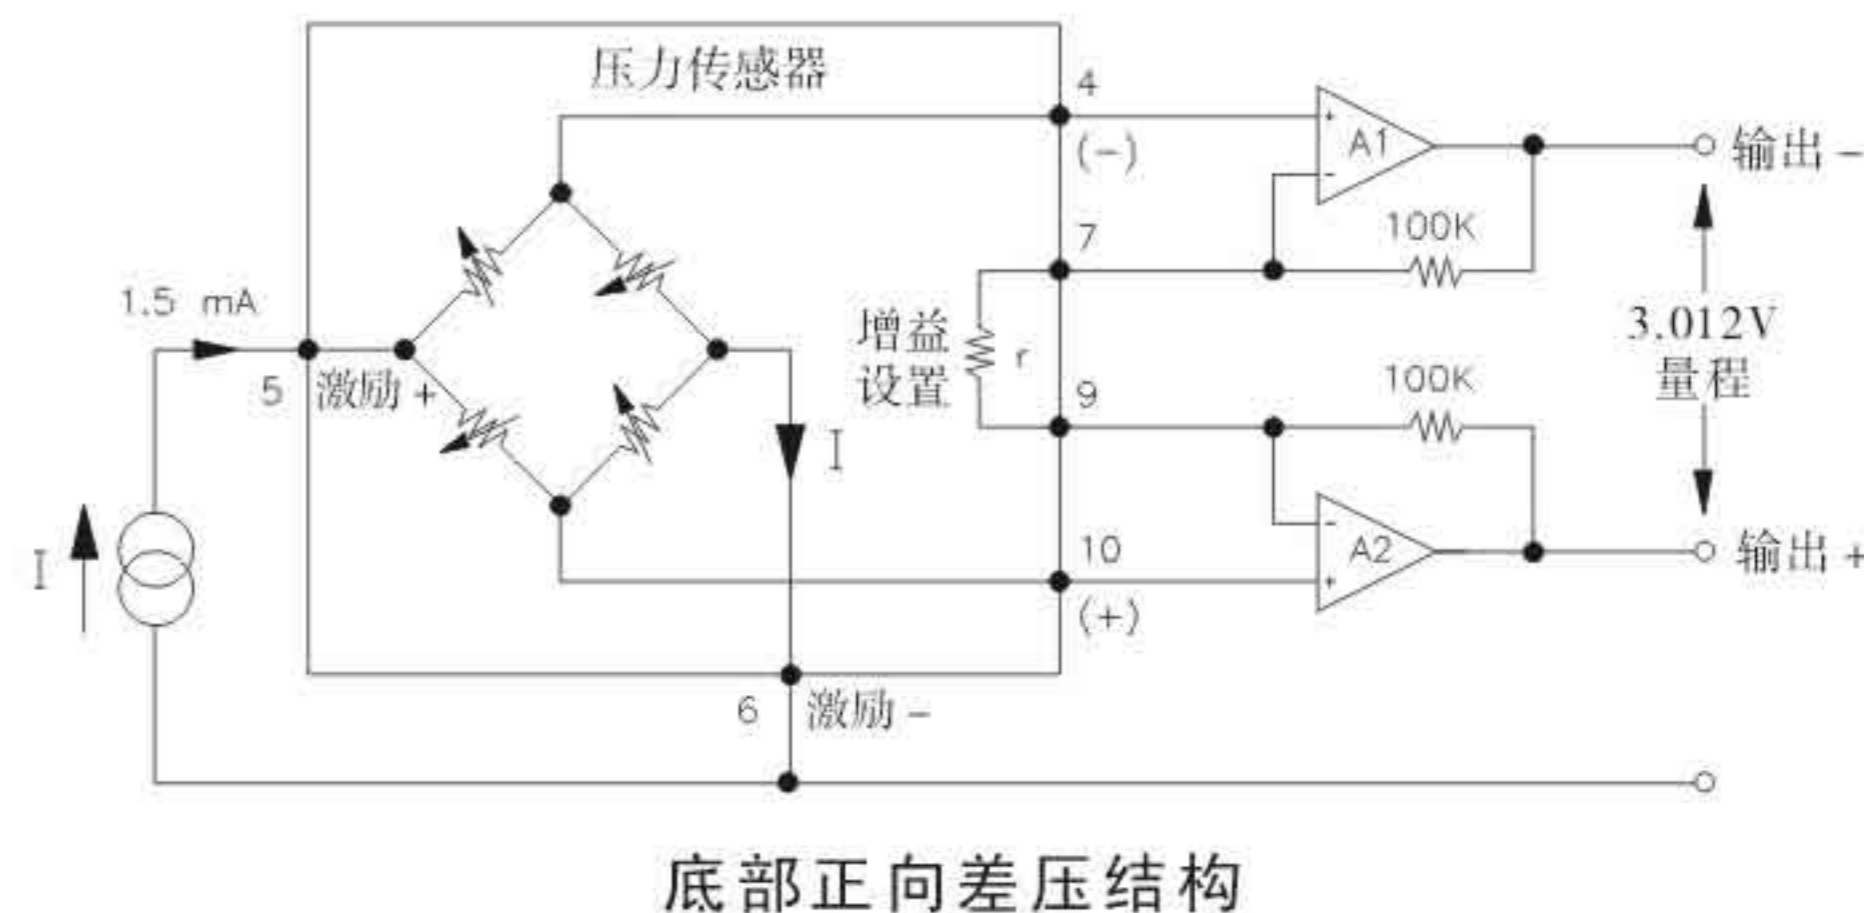 压力传感器
4
(-)
+
A1
-
输出 -
7
100K
1.5 mA
增益
设置
r
3.012V
量程
5
激励 +
9
100K
I
I
10
(+)
-
A2
+
输出 +
6
激励 -
底部正向差压结构